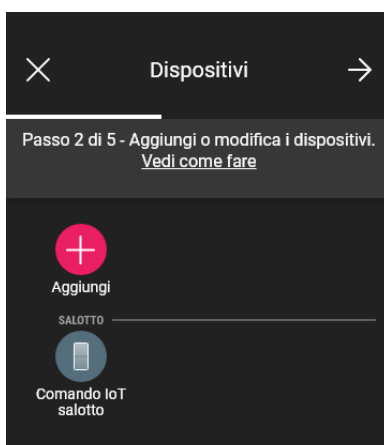 Dispositivi
Passo 2 di 5 - Aggiungi o modifica i dispositivi.
Vedi come fare
Aggiungi
SALOTTO
Comando IoT
salotto